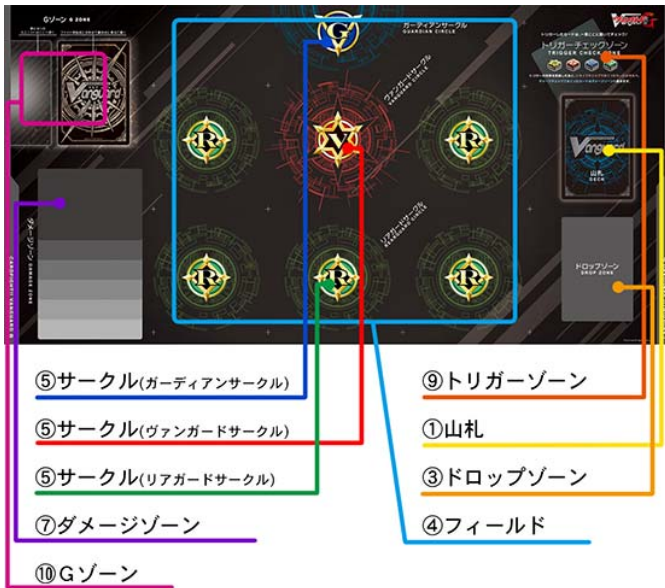 Gゾーン G ZONE
ガーディアンサークル
GUARDIAN CIRCLE
G
トリガーチェックゾーン
TRIGGER CHECK ZONE
ヴァンガードサークル
VANGUARD CIRCLE
Vanguard
R
V
R
Vanguard
山札
DECK
リアガードサークル
REARGUARD CIRCLE
ダメージゾーン DAMAGE ZONE
R
R
R
ドロップゾーン
DROP ZONE
⑤サークル(ガーディアンサークル)
⑨トリガーゾーン
⑤サークル(ヴァンガードサークル)
①山札
⑤サークル(リアガードサークル)
③ドロップゾーン
⑦ダメージゾーン
④フィールド
⑩Gゾーン